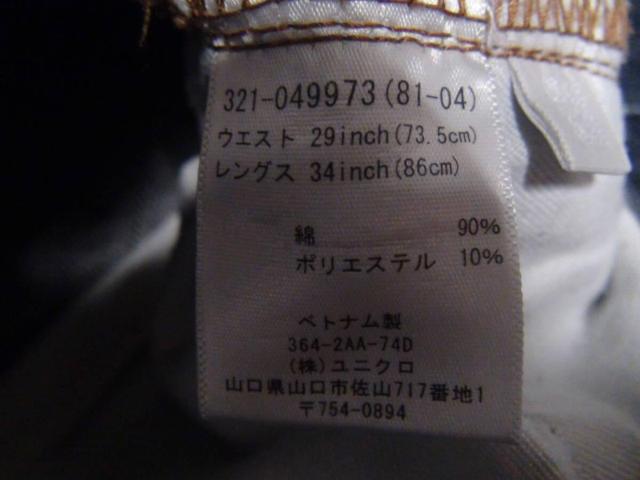 321-049973(81-04)
ウエスト 29inch(73.5cm)
レングス 34inch(86cm)
綿 90%
ポリエステル 10%
ベトナム製
364-2AA-74D
(株)ユニクロ
山口県山口市佐山717番地1
〒754-0894